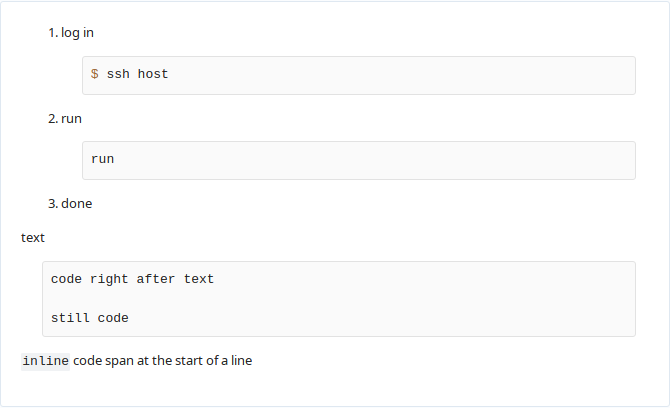 1. log in
$ ssh host
2. run
run
3. done
text
code right after text
still code
inline code span at the start of a line